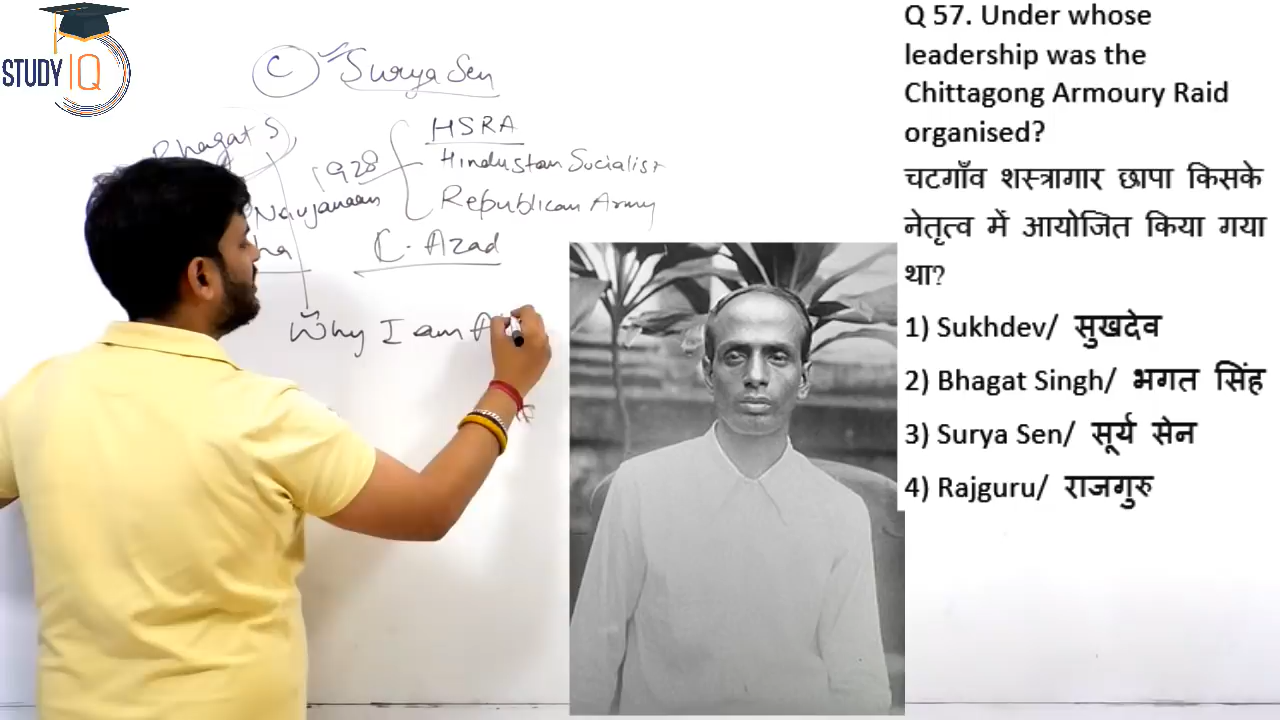 STUDY IQ
C Surya Sen
Bhagat S
1928
HSRA
Hindustan Socialist
Republican Army
Navjanaan
ha
C. Azad
Why I am A
Q 57. Under whose
leadership was the
Chittagong Armoury Raid
organised?
चटगाँव शस्त्रागार छापा किसके
नेतृत्व में आयोजित किया गया
था?
1) Sukhdev/ सुखदेव
2) Bhagat Singh/ भगत सिंह
3) Surya Sen/ सूर्य सेन
4) Rajguru/ राजगुरु